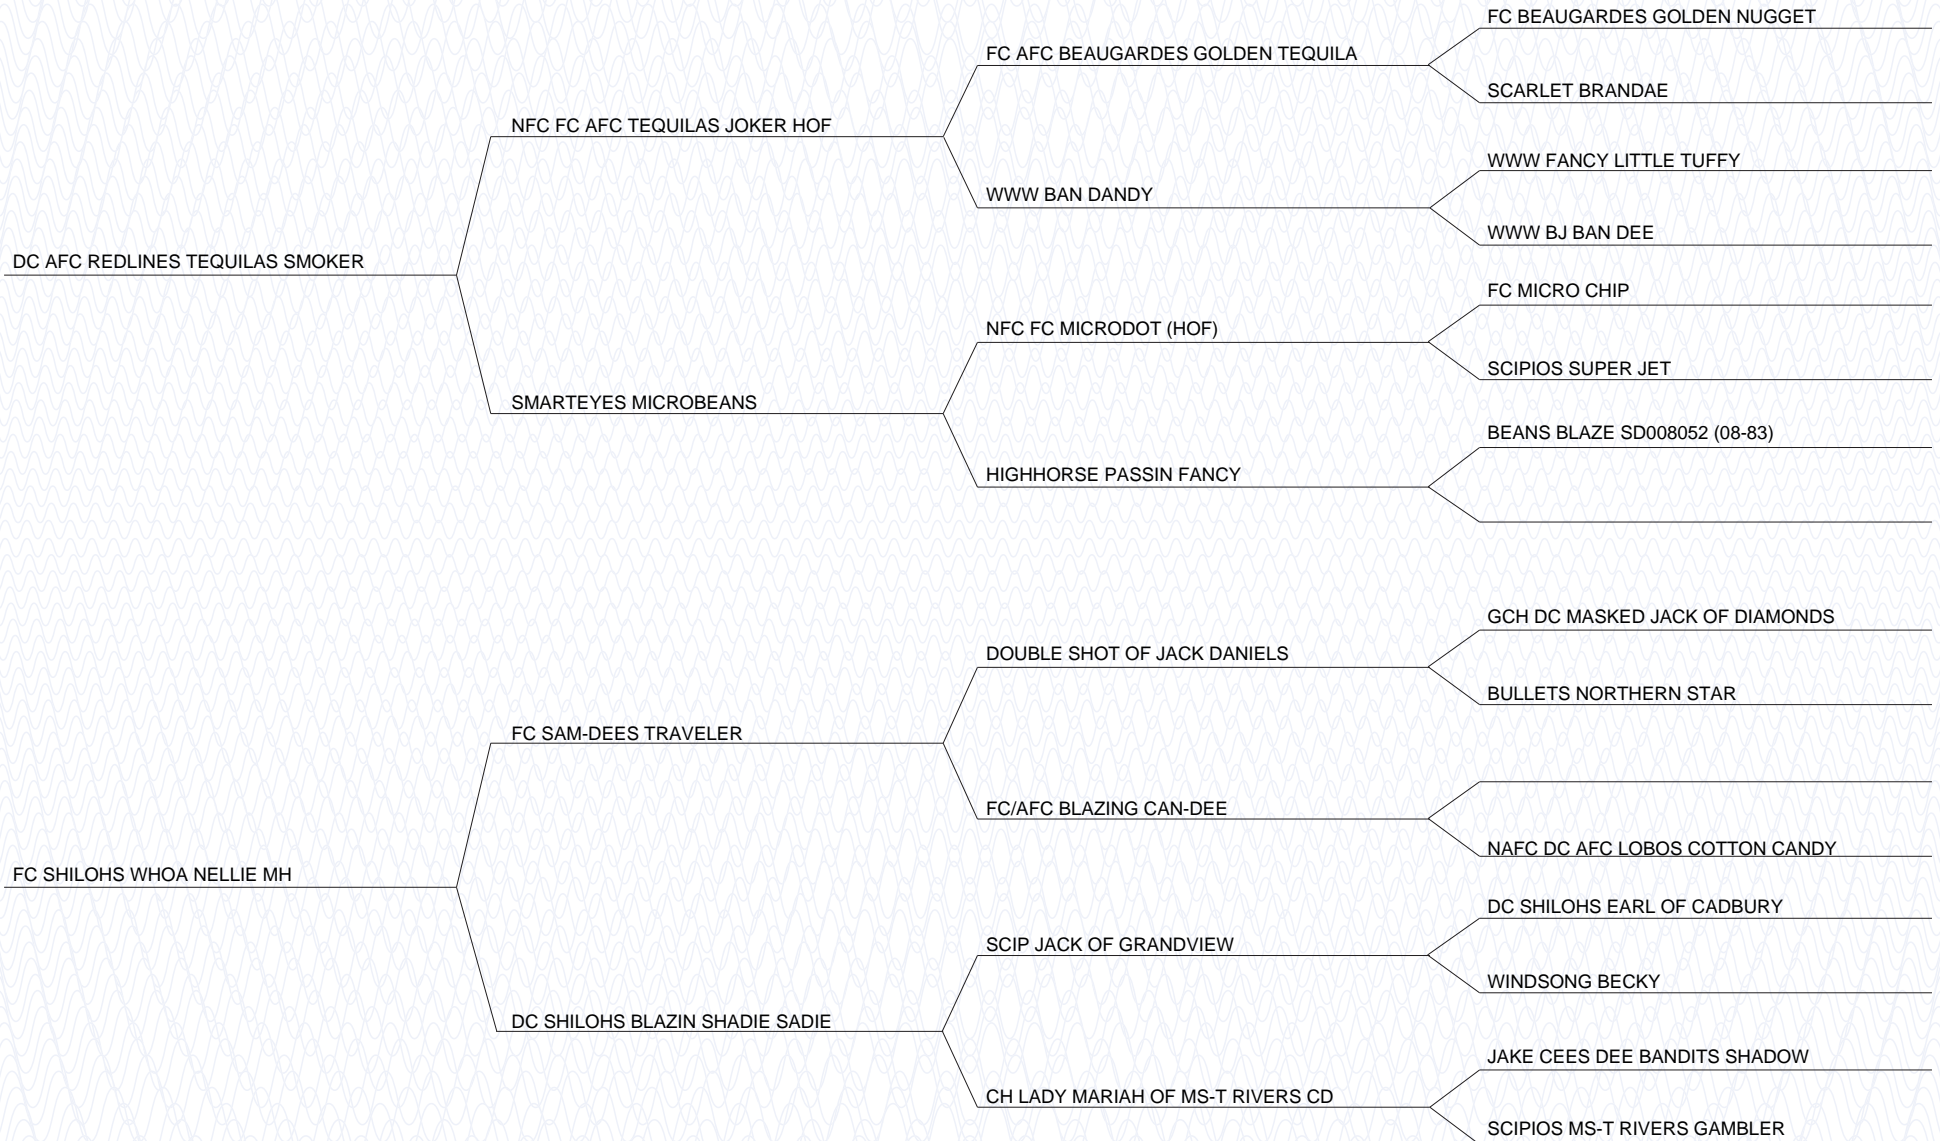 FC BEAUGARDES GOLDEN NUGGET
FC AFC BEAUGARDES GOLDEN TEQUILA
SCARLET BRANDAE
NFC FC AFC TEQUILAS JOKER HOF
WWW FANCY LITTLE TUFFY
WWW BAN DANDY
WWW BJ BAN DEE
DC AFC REDLINES TEQUILAS SMOKER
FC MICRO CHIP
NFC FC MICRODOT (HOF)
SCIPIOS SUPER JET
SMARTEYES MICROBEANS
BEANS BLAZE SD008052 (08-83)
HIGHHORSE PASSIN FANCY
GCH DC MASKED JACK OF DIAMONDS
DOUBLE SHOT OF JACK DANIELS
BULLETS NORTHERN STAR
FC SAM-DEES TRAVELER
FC/AFC BLAZING CAN-DEE
NAFC DC AFC LOBOS COTTON CANDY
FC SHILOHS WHOA NELLIE MH
DC SHILOHS EARL OF CADBURY
SCIP JACK OF GRANDVIEW
WINDSONG BECKY
DC SHILOHS BLAZIN SHADIE SADIE
JAKE CEES DEE BANDITS SHADOW
CH LADY MARIAH OF MS-T RIVERS CD
SCIPIOS MS-T RIVERS GAMBLER